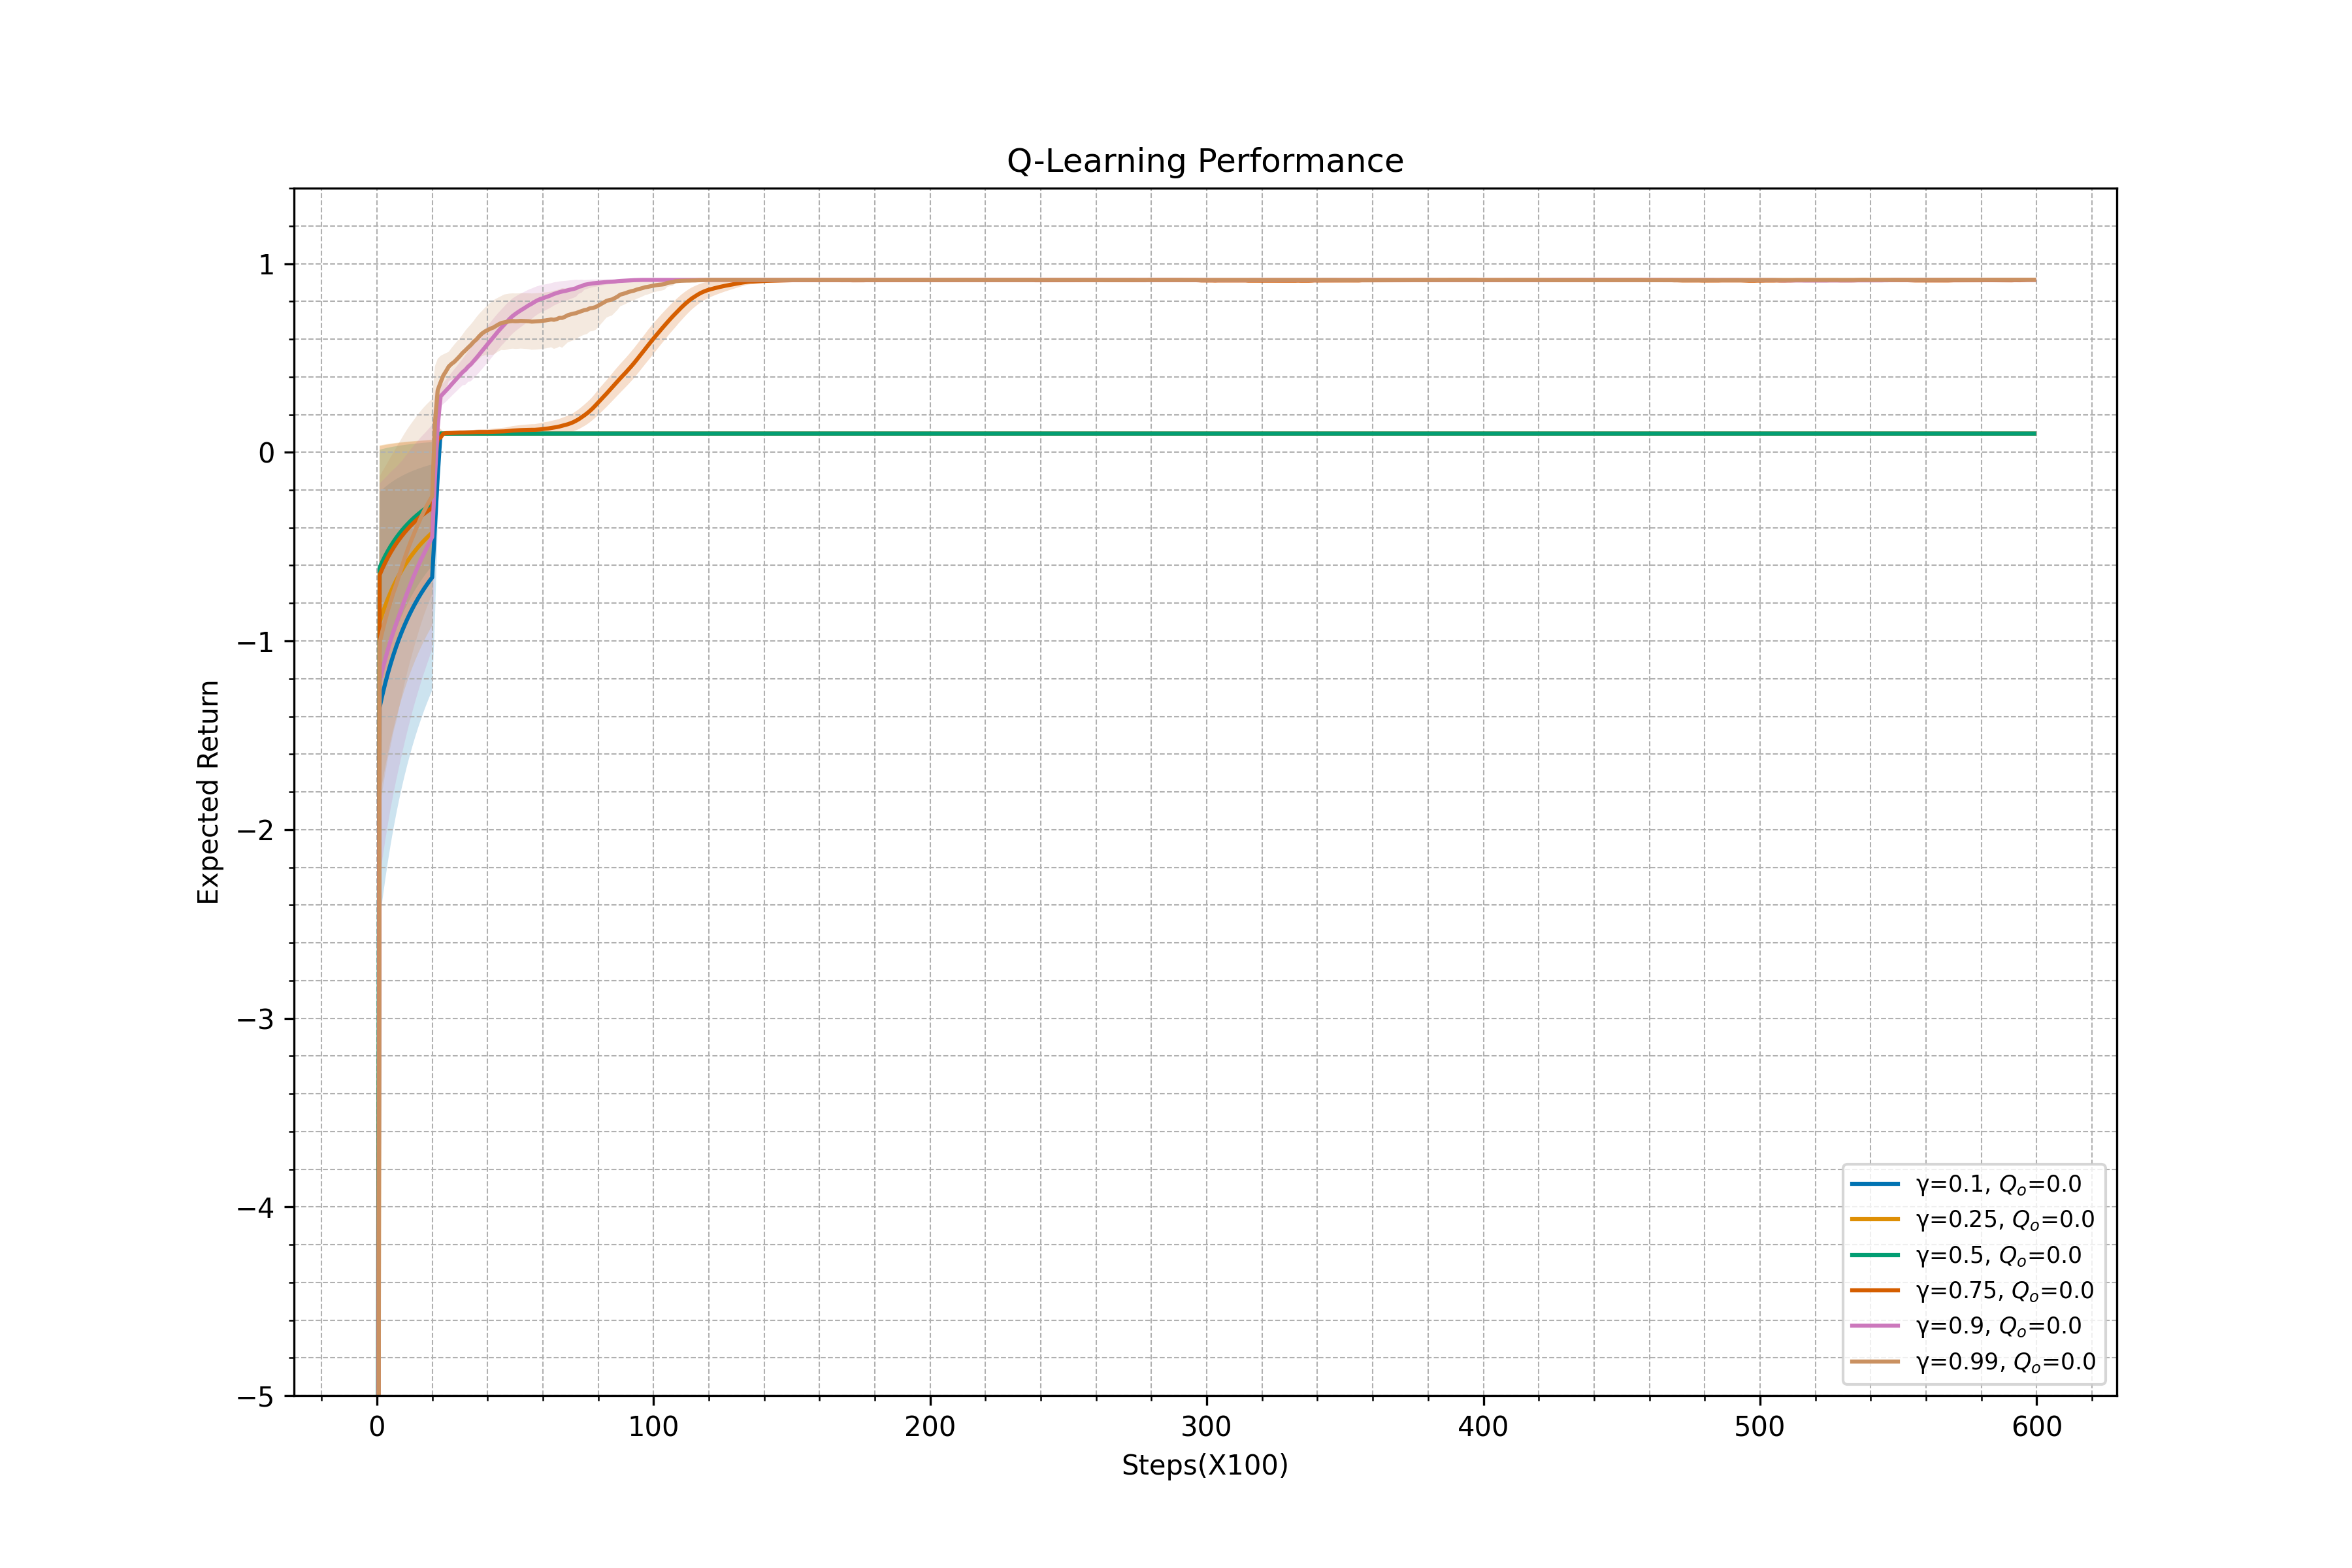 Q-Learning Performance
Expected Return
1
0
−1
−2
−3
−4
−5
0 100 200 300 400 500 600
Steps(X100)
γ=0.1, Qₒ=0.0
γ=0.25, Qₒ=0.0
γ=0.5, Qₒ=0.0
γ=0.75, Qₒ=0.0
γ=0.9, Qₒ=0.0
γ=0.99, Qₒ=0.0